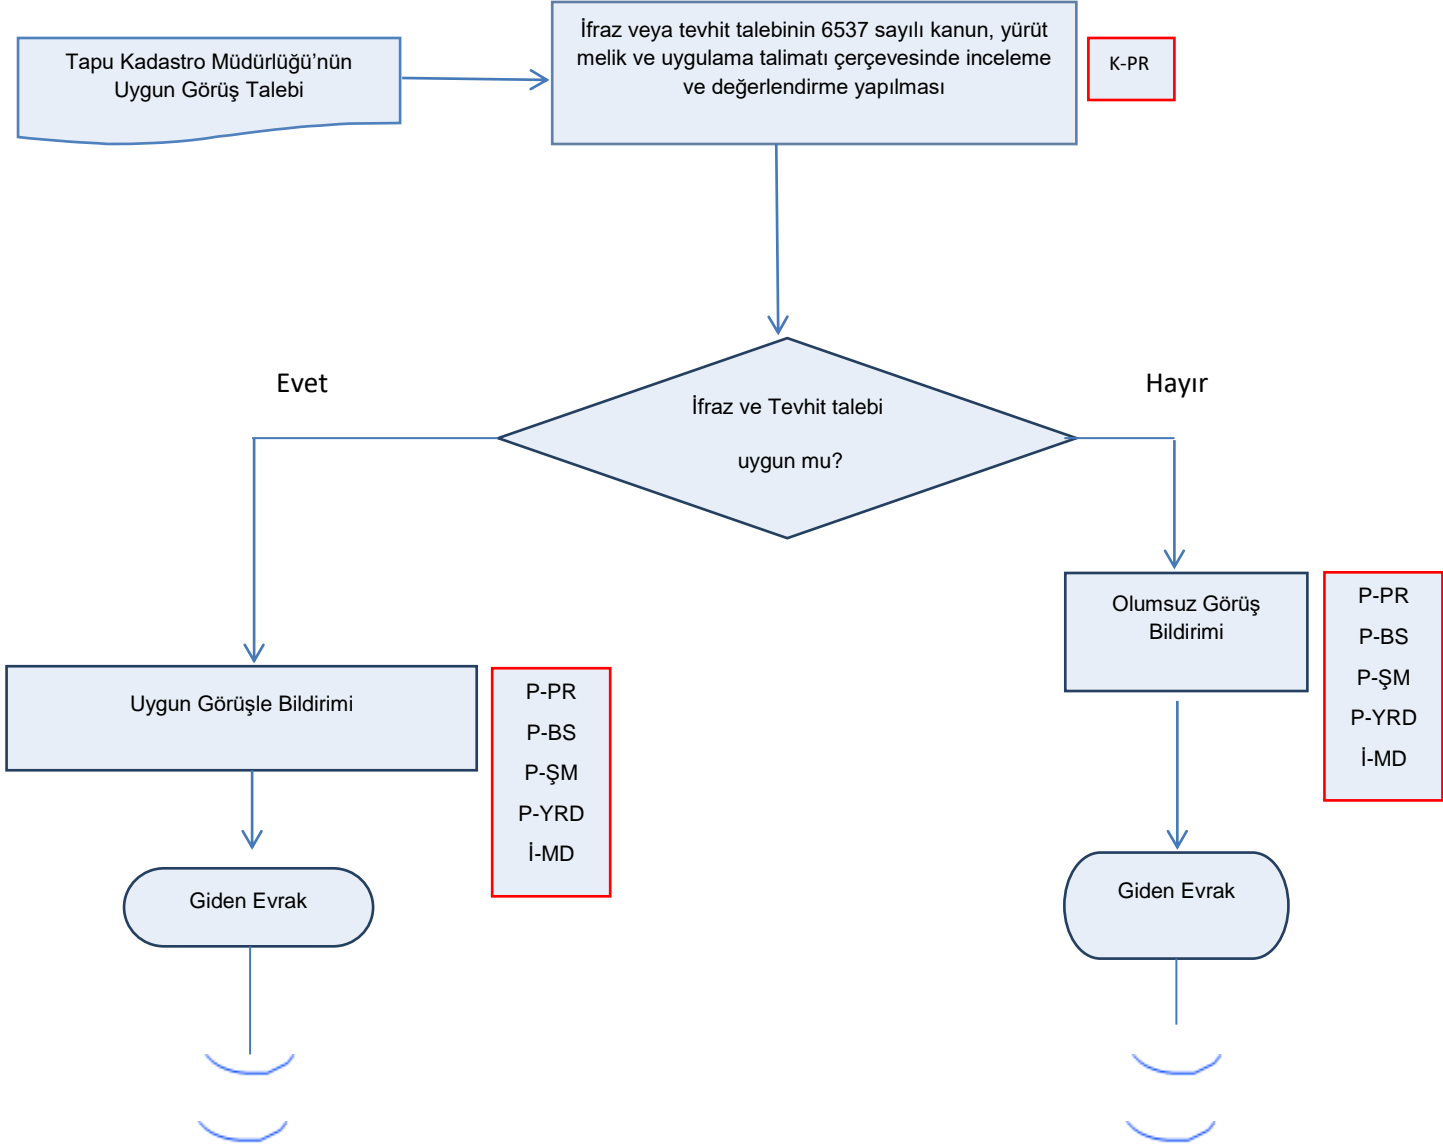 Tapu Kadastro Müdürlüğü’nün
Uygun Görüş Talebi
İfraz veya tevhit talebinin 6537 sayılı kanun, yürüt
melik ve uygulama talimatı çerçevesinde inceleme
ve değerlendirme yapılması
K-PR
Evet
Hayır
İfraz ve Tevhit talebi
uygun mu?
Uygun Görüşle Bildirimi
P-PR
P-BS
P-ŞM
P-YRD
İ-MD
Giden Evrak
Olumsuz Görüş
Bildirimi
P-PR
P-BS
P-ŞM
P-YRD
İ-MD
Giden Evrak